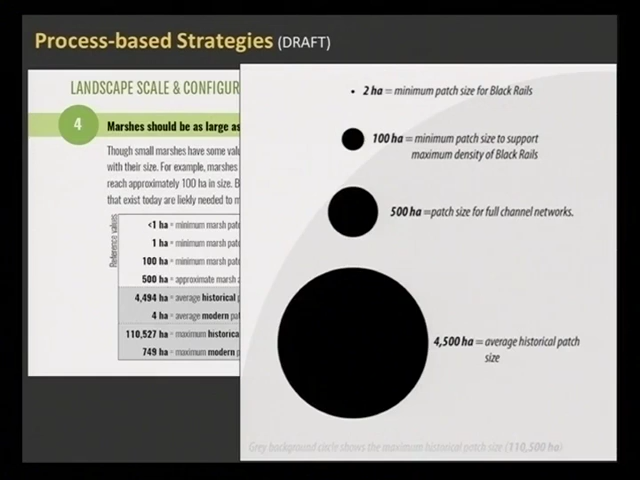 Process-based Strategies (DRAFT)
LANDSCAPE SCALE & CONFIGUR
4
Marshes should be as large as
Though small marshes have some valu
with their size. For example, marshes
reach approximately 100 ha in size. B
that exist today are liekly needed to m
Reference values
<1 ha = minimum marsh pat
1 ha = minimum marsh pat
100 ha = minimum marsh pat
500 ha = approximate marsh a
4,494 ha = average historical p
4 ha = average modern pat
110,527 ha = maximum historica
749 ha = maximum modern p
2 ha = minimum patch size for Black Rails
100 ha = minimum patch size to support
maximum density of Black Rails
500 ha =patch size for full channel networks.
4,500 ha = average historical patch
size
Grey background circle shows the maximum historical patch size (110,500 ha)